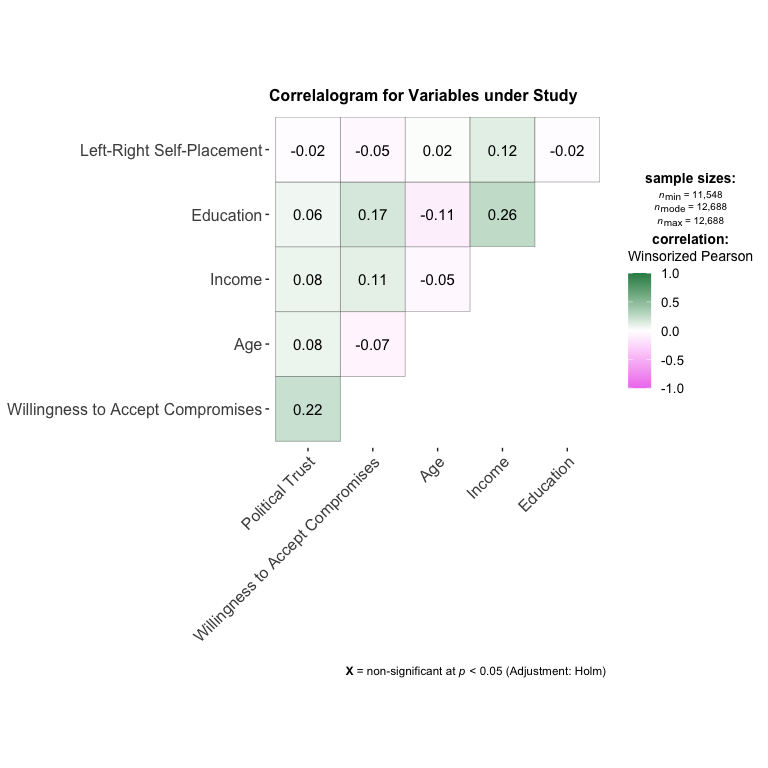 Correlalogram for Variables under Study
Left-Right Self-Placement -0.02 -0.05 0.02 0.12 -0.02
Education 0.06 0.17 -0.11 0.26
Income 0.08 0.11 -0.05
Age 0.08 -0.07
Willingness to Accept Compromises 0.22
Political Trust
Willingness to Accept Compromises
Age
Income
Education
sample sizes:
nmin = 11,548
nmode = 12,688
nmax = 12,688
correlation:
Winsorized Pearson
1.0
0.5
0.0
-0.5
-1.0
X = non-significant at p < 0.05 (Adjustment: Holm)